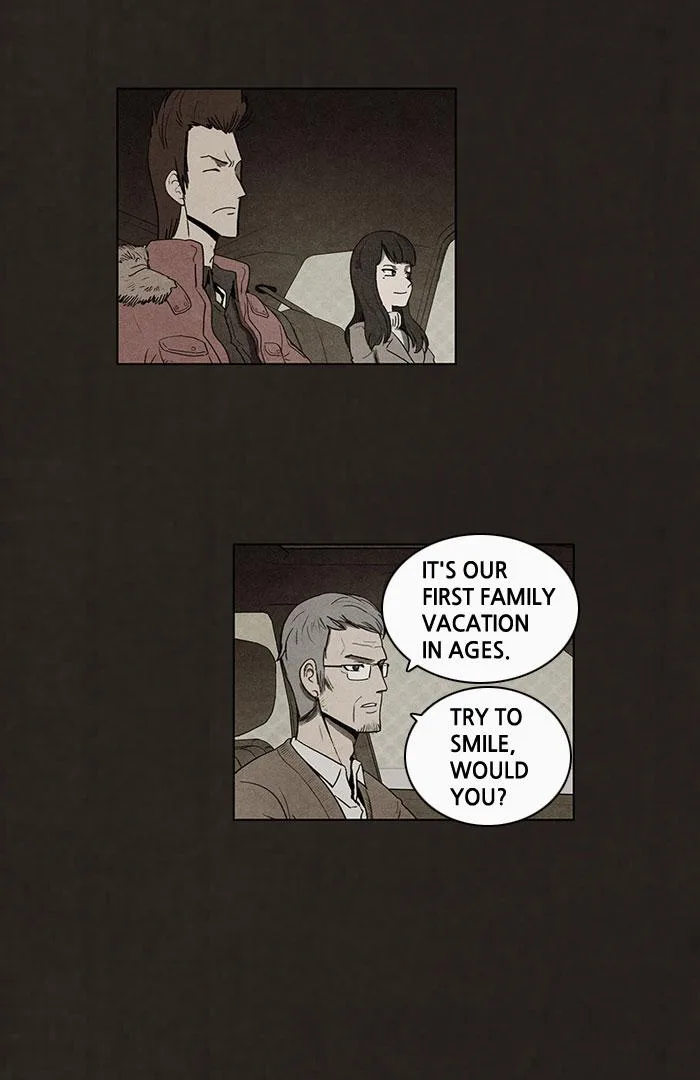 IT'S OUR
FIRST FAMILY
VACATION
IN AGES.
TRY TO
SMILE,
WOULD
YOU?